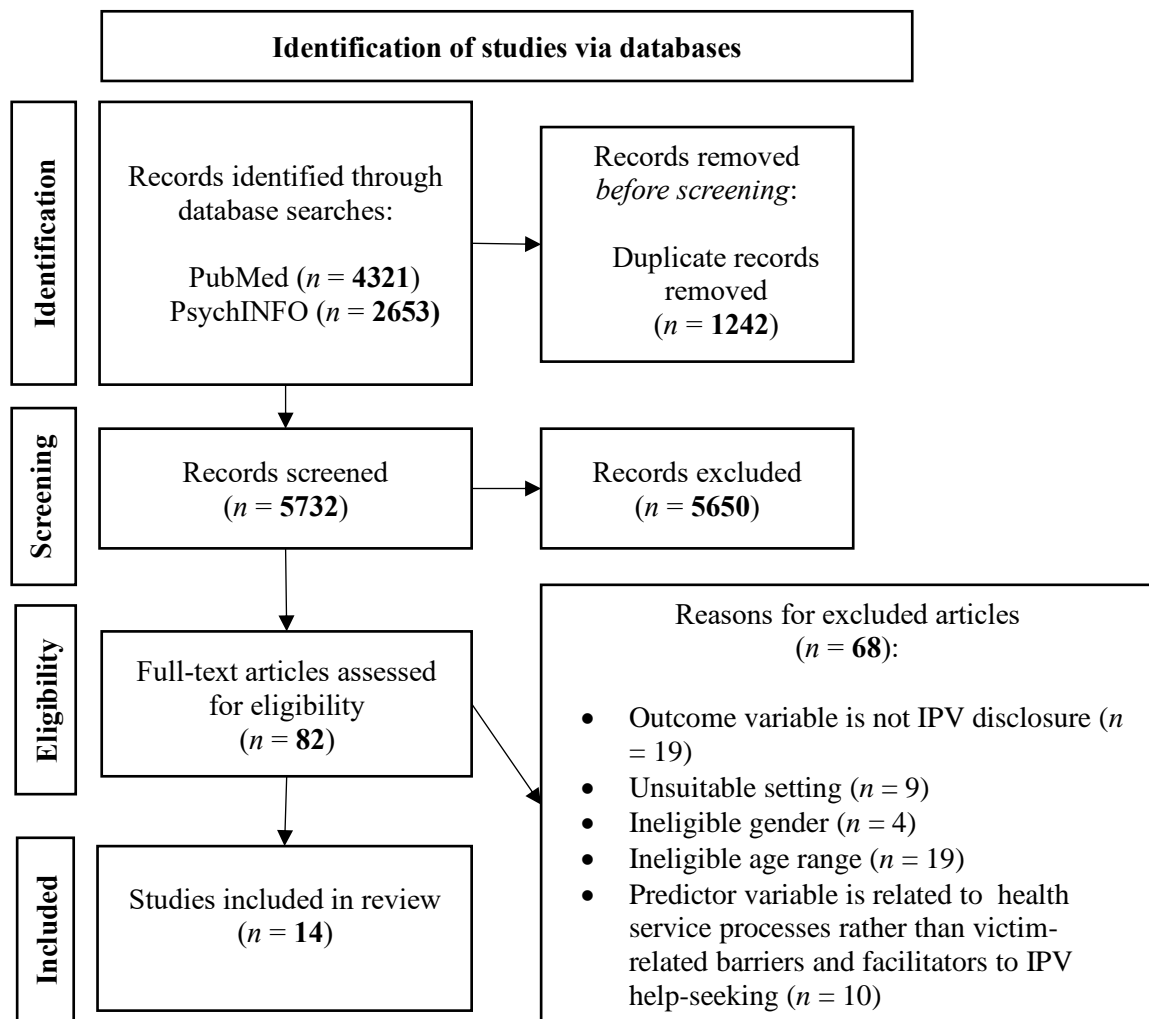 Identification of studies via databases
Identification
Records identified through
database searches:
PubMed (n = 4321)
PsychINFO (n = 2653)
Records removed
before screening:
Duplicate records
removed
(n = 1242)
Screening
Records screened
(n = 5732)
Records excluded
(n = 5650)
Eligibility
Full-text articles assessed
for eligibility
(n = 82)
Reasons for excluded articles
(n = 68):
• Outcome variable is not IPV disclosure (n
= 19)
• Unsuitable setting (n = 9)
• Ineligible gender (n = 4)
• Ineligible age range (n = 19)
• Predictor variable is related to health
service processes rather than victim-
related barriers and facilitators to IPV
help-seeking (n = 10)
Included
Studies included in review
(n = 14)